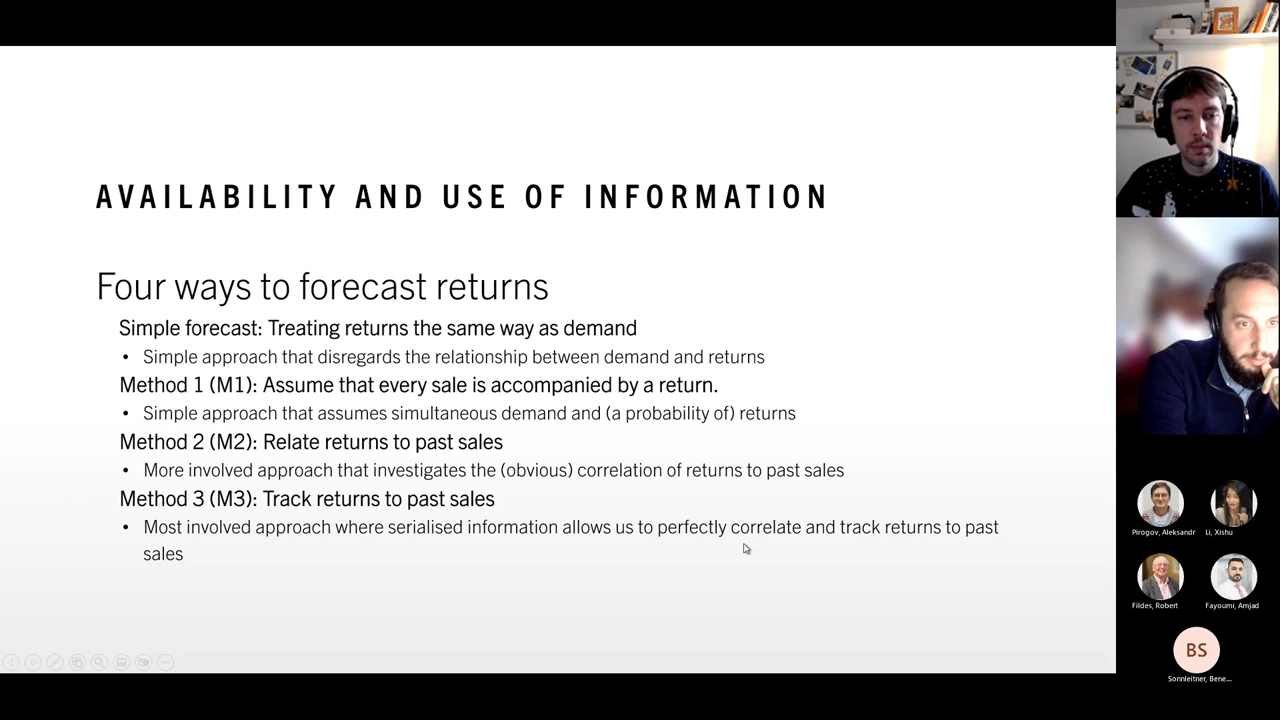 AVAILABILITY AND USE OF INFORMATION
Four ways to forecast returns
Simple forecast: Treating returns the same way as demand
• Simple approach that disregards the relationship between demand and returns
Method 1 (M1): Assume that every sale is accompanied by a return.
• Simple approach that assumes simultaneous demand and (a probability of) returns
Method 2 (M2): Relate returns to past sales
• More involved approach that investigates the (obvious) correlation of returns to past sales
Method 3 (M3): Track returns to past sales
• Most involved approach where serialised information allows us to perfectly correlate and track returns to past
sales
Pirogov, Aleksandr
Li, Xishu
Fildes, Robert
Fayoumi, Amjad
BS
Sonnleitner, Bene...